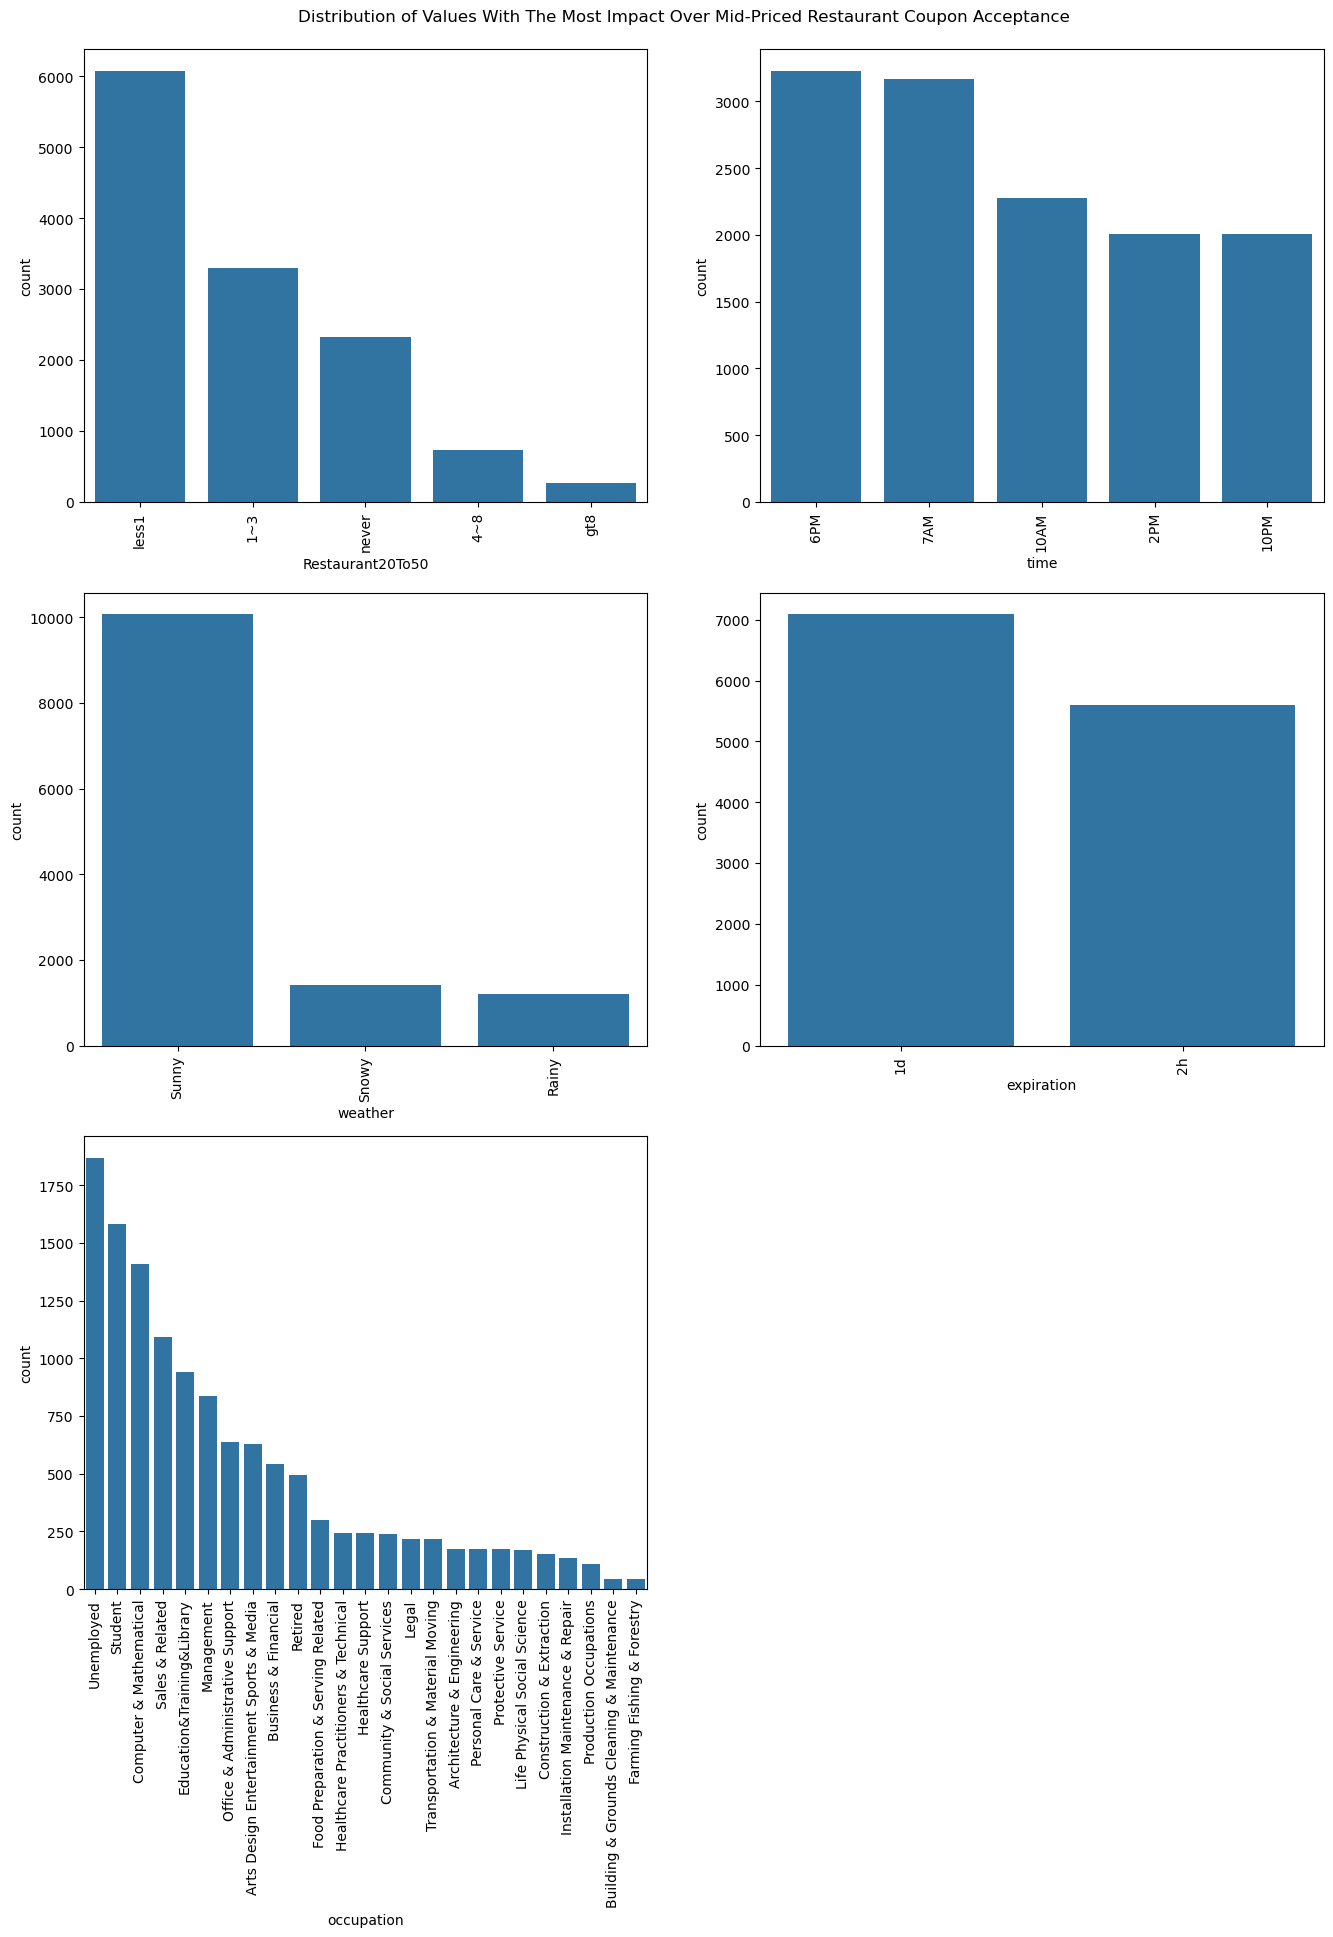 Distribution of Values With The Most Impact Over Mid-Priced Restaurant Coupon Acceptance
6000
5000
4000
3000
2000
1000
0
count
less1
1~3
never
4~8
gt8
Restaurant20To50
3000
2500
2000
1500
1000
500
0
count
6PM
7AM
10AM
2PM
10PM
time
10000
8000
6000
4000
2000
0
count
Sunny
Snowy
Rainy
weather
7000
6000
5000
4000
3000
2000
1000
0
count
1d
2h
expiration
1750
1500
1250
1000
750
500
250
0
count
Unemployed
Student
Computer & Mathematical
Sales & Related
Education&Training&Library
Management
Office & Administrative Support
Arts Design Entertainment Sports & Media
Business & Financial
Retired
Food Preparation & Serving Related
Healthcare Practitioners & Technical
Healthcare Support
Community & Social Services
Legal
Transportation & Material Moving
Architecture & Engineering
Personal Care & Service
Protective Service
Life Physical Social Science
Construction & Extraction
Installation Maintenance & Repair
Production Occupations
Building & Grounds Cleaning & Maintenance
Farming Fishing & Forestry
occupation